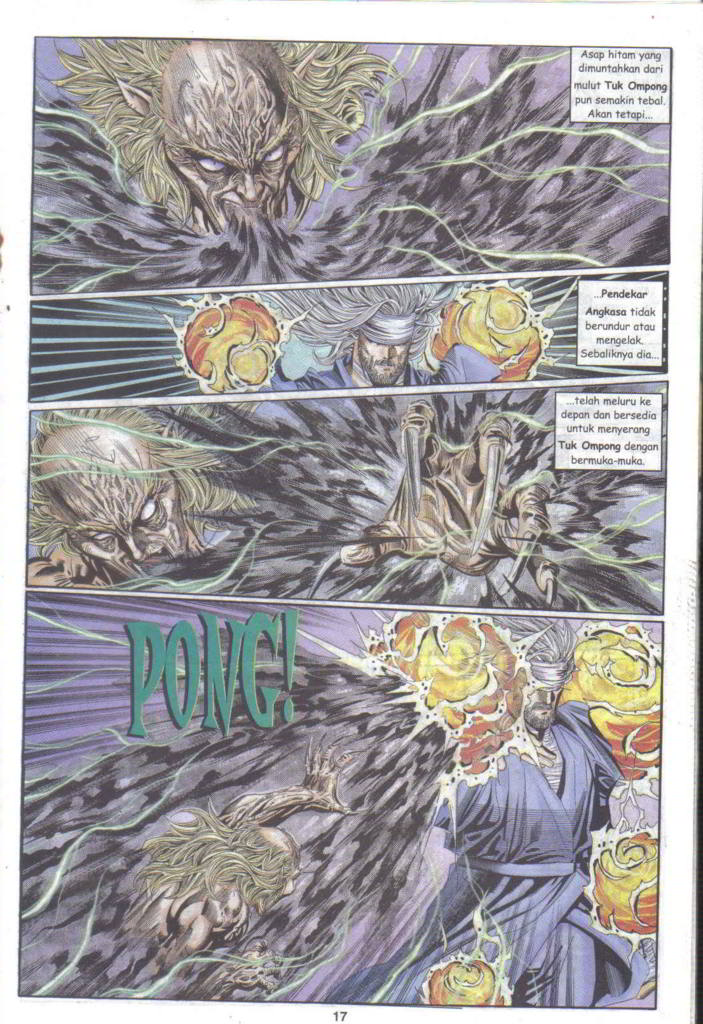 Asap hitam yang
dimuntahkan dari
mulut Tuk Ompong
pun semakin tebal.
Akan tetapi...
...Pendekar
Angkasa tidak
berundur atau
mengelak.
Sebaliknya dia...
...telah meluru ke
depan dan bersedia
untuk menyerang
Tuk Ompong dengan
bermuka-muka.
PONG!
17